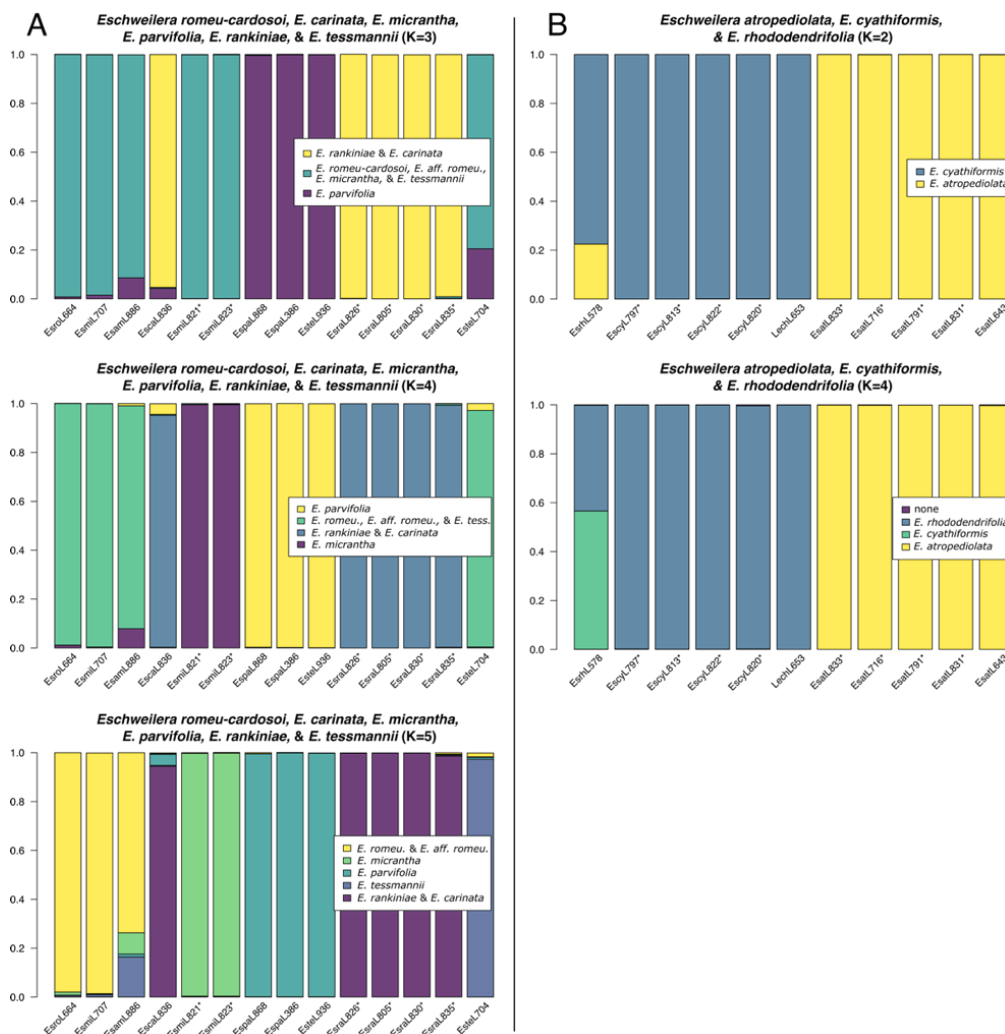 A
Eschweilera romeu-cardosoi, E. carinata, E. micrantha,
E. parvifolia, E. rankiniae, & E. tessmannii (K=3)
1.0
0.8
0.6
0.4
0.2
0.0
E. rankiniae & E. carinata
E. romeu-cardosoi, E. aff. romeu.,
E. micrantha, & E. tessmannii
E. parvifolia
EsroL664
EsmiL707
EsamL886
EscaL836
EsmiL821*
EsmiL823*
EspaL868
EspaL386
EsteL936
EsraL826*
EsraL805*
EsraL830*
EsraL835*
EsteL704
Eschweilera romeu-cardosoi, E. carinata, E. micrantha,
E. parvifolia, E. rankiniae, & E. tessmannii (K=4)
1.0
0.8
0.6
0.4
0.2
0.0
E. parvifolia
E. romeu., E. aff. romeu., & E. tess.
E. rankiniae & E. carinata
E. micrantha
EsroL664
EsmiL707
EsamL886
EscaL836
EsmiL821*
EsmiL823*
EspaL868
EspaL386
EsteL936
EsraL826*
EsraL805*
EsraL830*
EsraL835*
EsteL704
Eschweilera romeu-cardosoi, E. carinata, E. micrantha,
E. parvifolia, E. rankiniae, & E. tessmannii (K=5)
1.0
0.8
0.6
0.4
0.2
0.0
E. romeu. & E. aff. romeu.
E. micrantha
E. parvifolia
E. tessmannii
E. rankiniae & E. carinata
EsroL664
EsmiL707
EsamL886
EscaL836
EsmiL821*
EsmiL823*
EspaL868
EspaL386
EsteL936
EsraL826*
EsraL805*
EsraL830*
EsraL835*
EsteL704
B
Eschweilera atropediolata, E. cyathiformis,
& E. rhododendrifolia (K=2)
1.0
0.8
0.6
0.4
0.2
0.0
E. cyathiformis
E. atropediolata
EsrhL578
EscyL797*
EscyL813*
EscyL822*
EscyL820*
LechL653
EsatL833*
EsatL716*
EsatL791*
EsatL831*
EsatL643
Eschweilera atropediolata, E. cyathiformis,
& E. rhododendrifolia (K=4)
1.0
0.8
0.6
0.4
0.2
0.0
none
E. rhododendrifolia
E. cyathiformis
E. atropediolata
EsrhL578
EscyL797*
EscyL813*
EscyL822*
EscyL820*
LechL653
EsatL833*
EsatL716*
EsatL791*
EsatL831*
EsatL643